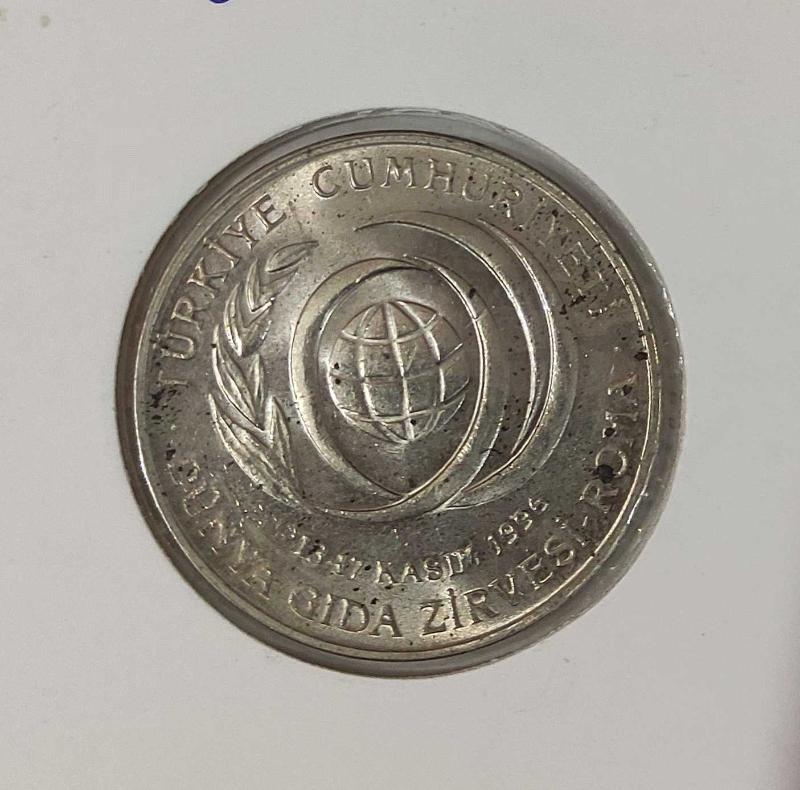 TÜRKİYE CUMHURİYETİ
13-17 KASIM 1996
DÜNYA GIDA ZİRVESİ-ROMA